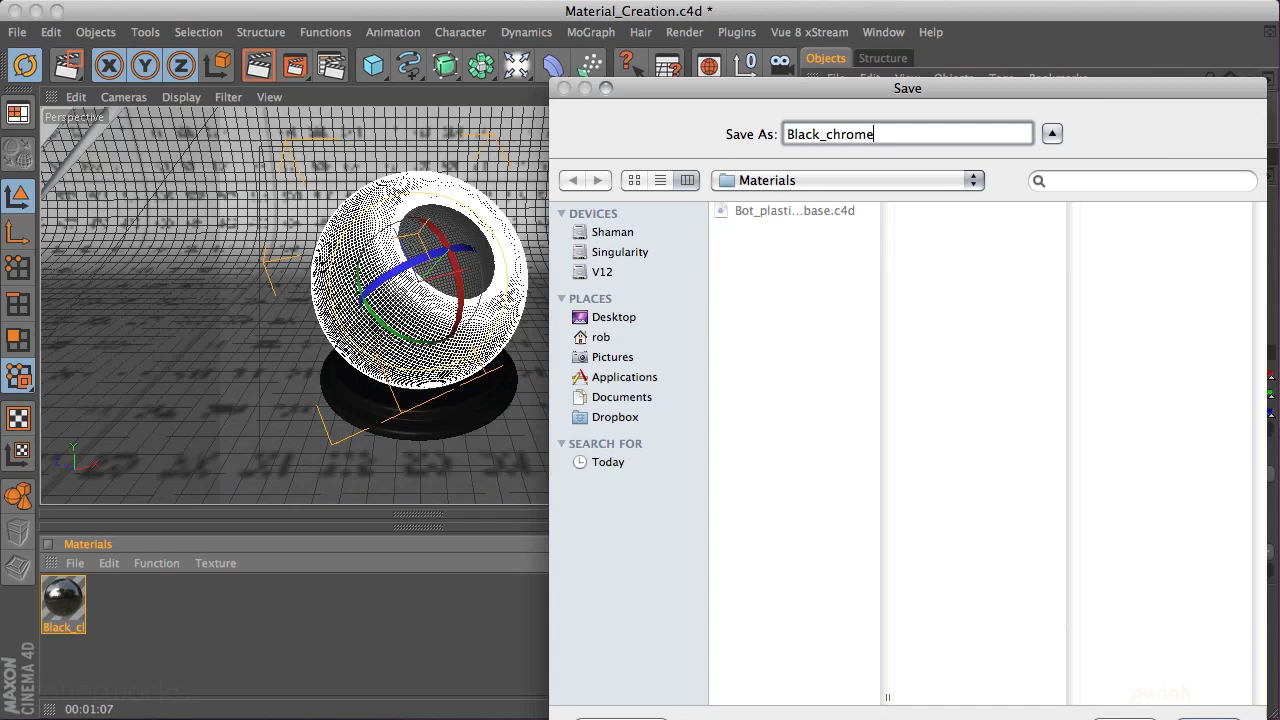 Material_Creation.c4d *
File Edit Objects Tools Selection Structure Functions Animation Character Dynamics MoGraph Hair Render Plugins Vue 8 xStream Window Help
Objects Structure
Edit Cameras Display Filter View
Perspective
Save
Save As: Black_chrome
Materials
DEVICES
Shaman
Singularity
V12
PLACES
Desktop
rob
Pictures
Applications
Documents
Dropbox
SEARCH FOR
Today
Bot_plasti...base.c4d
Materials
File Edit Function Texture
Black_cl
MAXON
CINEMA 4D
00:01:07